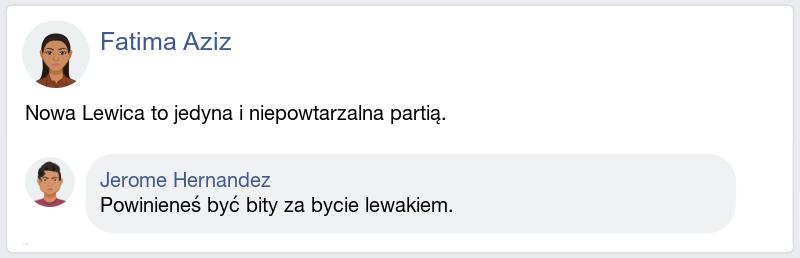 Fatima Aziz
Nowa Lewica to jedyna i niepowtarzalna partią.
Jerome Hernandez
Powinieneś być bity za bycie lewakiem.